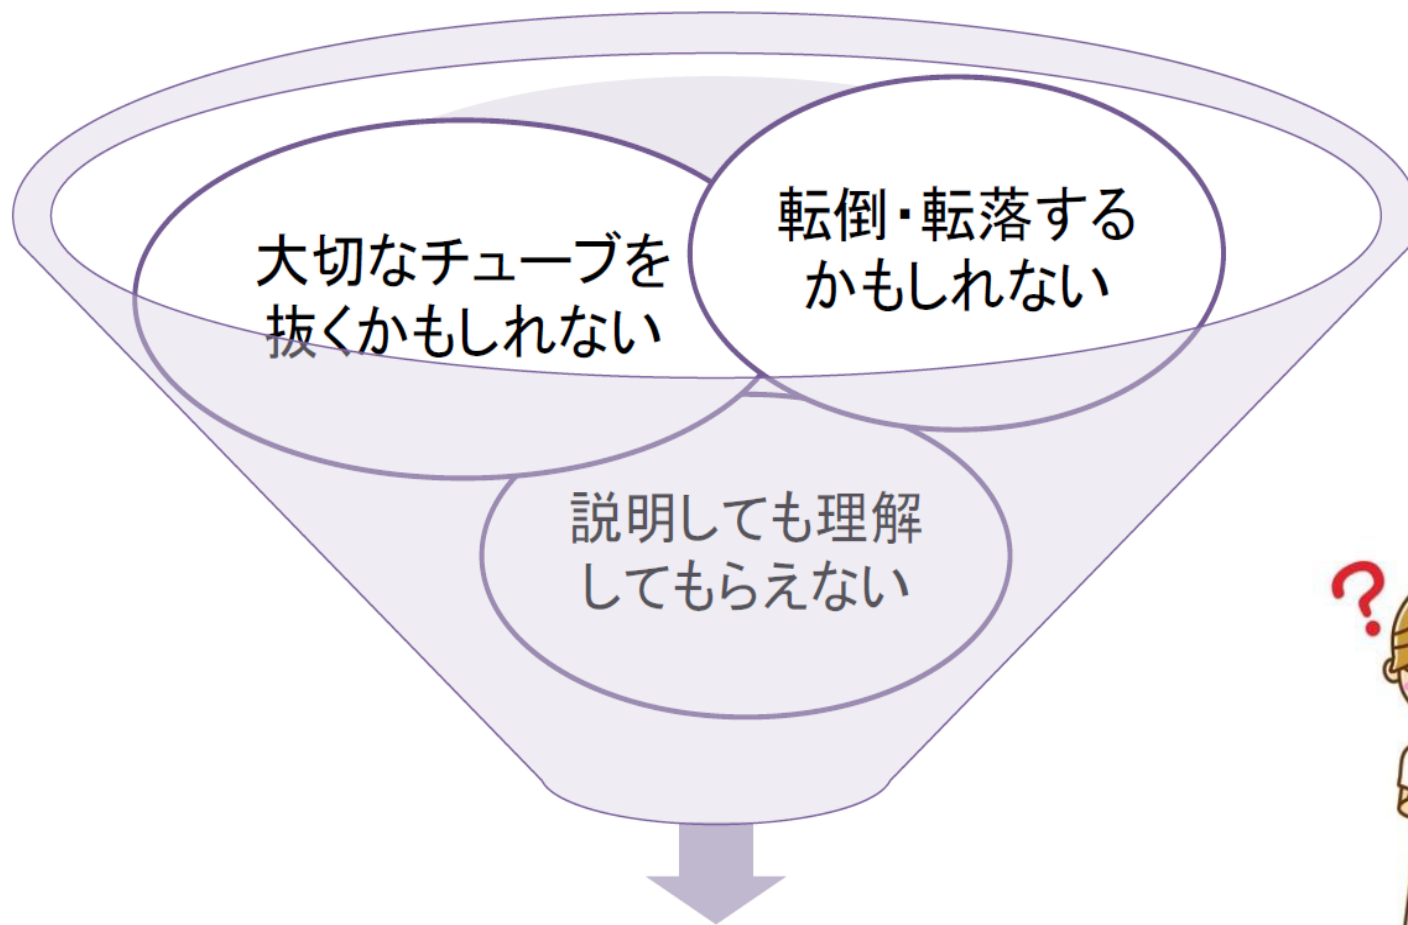 大切なチューブを
抜くかもしれない
転倒・転落する
かもしれない
説明しても理解
してもらえない
?